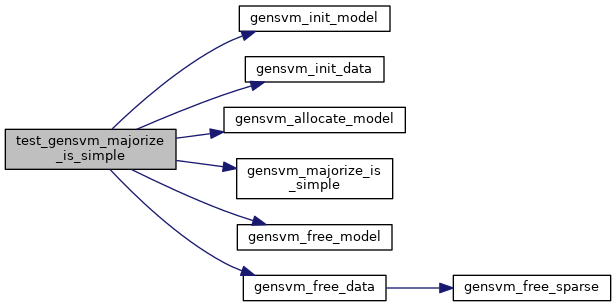 gensvm_init_model
gensvm_init_data
gensvm_allocate_model
test_gensvm_majorize
_is_simple
gensvm_majorize_is
_simple
gensvm_free_model
gensvm_free_data
gensvm_free_sparse